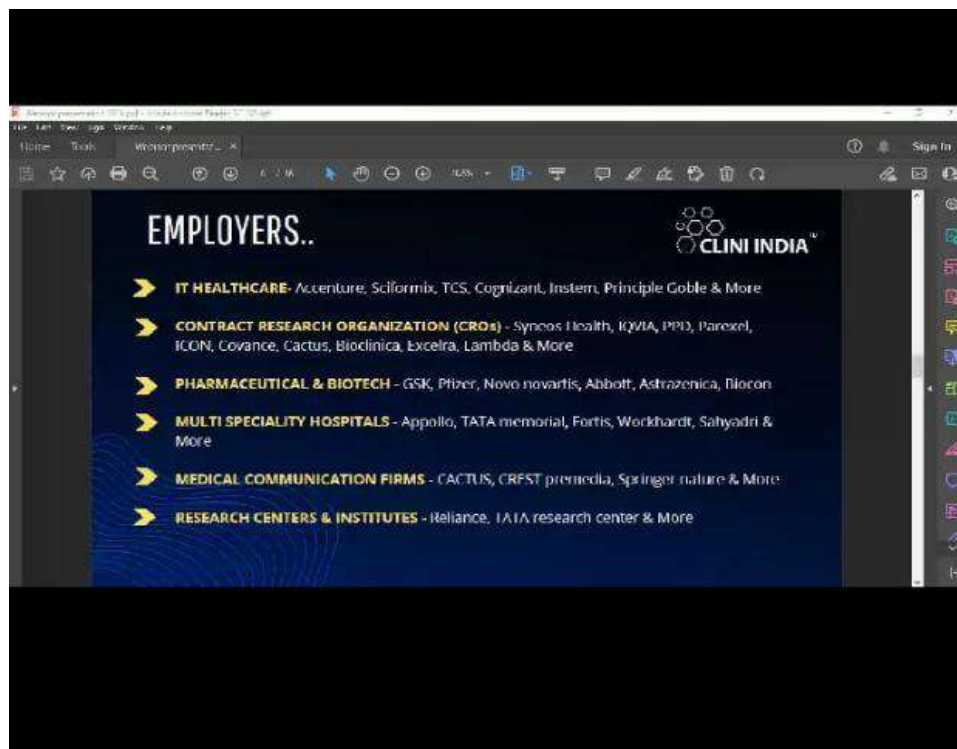 Home Tools Webinar presentat... ×
Sign In
EMPLOYERS..
CLINI INDIA
IT HEALTHCARE- Accenture, Sciformix, TCS, Cognizant, Instem, Principle Goble & More
CONTRACT RESEARCH ORGANIZATION (CROs) - Syneos Health, IQVIA, PPD, Parexel,
ICON, Covance, Cactus, Bioclinica, Excelra, Lambda & More
PHARMACEUTICAL & BIOTECH - GSK, Pfizer, Novo novartis, Abbott, Astrazenica, Biocon
MULTI SPECIALITY HOSPITALS - Appollo, TATA memorial, Fortis, Wockhardt, Sahyadri &
More
MEDICAL COMMUNICATION FIRMS - CACTUS, CREST premedia, Springer nature & More
RESEARCH CENTERS & INSTITUTES - Reliance, TATA research center & More